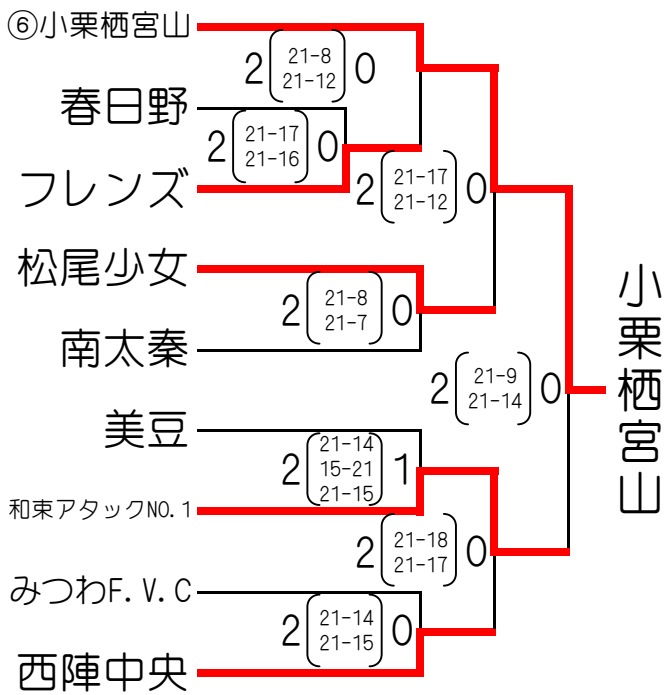 ⑥小栗栖宮山
2 21-8 0
21-12
春日野
2 21-17 0
21-16
フレンズ
2 21-17 0
21-12
松尾少女
2 21-8 0
21-7
南太秦
小栗栖宮山
2 21-9 0
21-14
美豆
21-14
2 15-21 1
21-15
和束アタックNO.1
2 21-18 0
21-17
みつわF.V.C
2 21-14 0
21-15
西陣中央